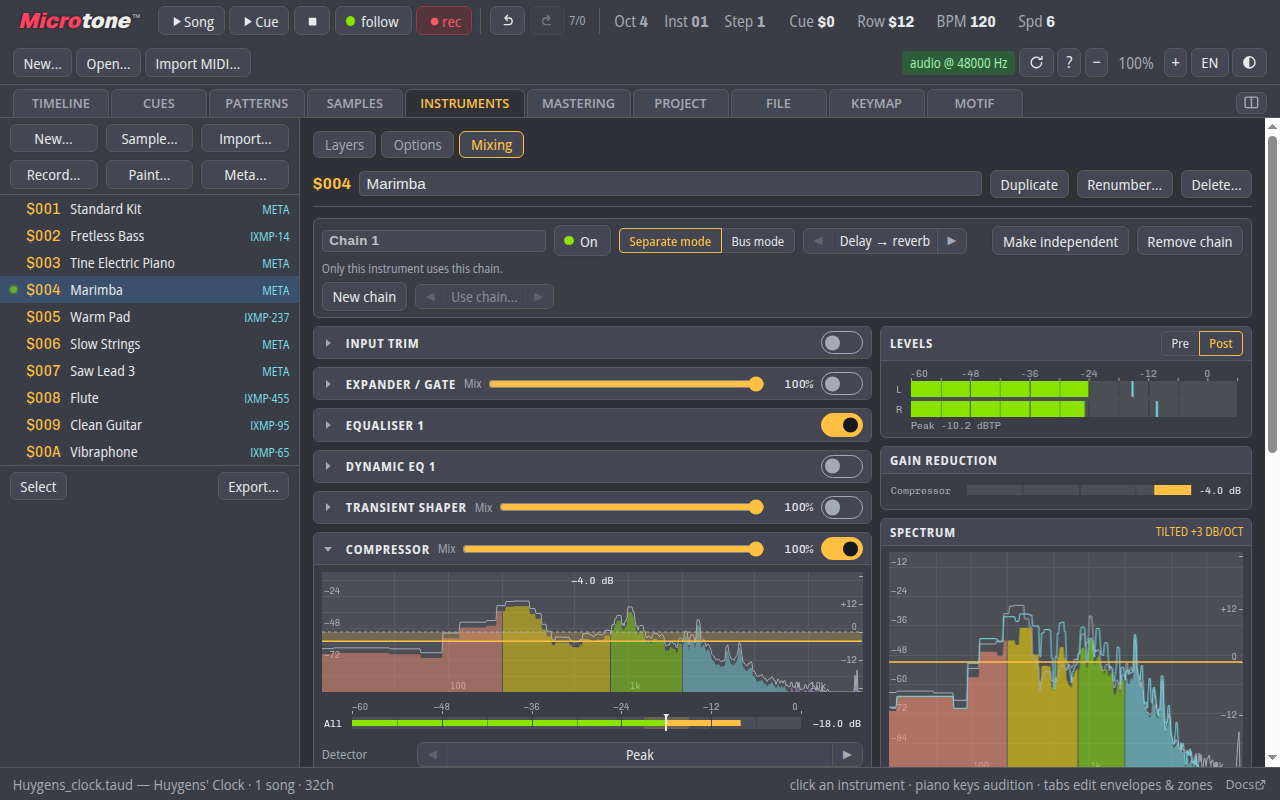 Microtone™ Song Cue follow rec 7/0 Oct 4 Inst 01 Step 1 Cue $0 Row $12 BPM 120 Spd 6
New... Open... Import MIDI... audio @ 48000 Hz ? − 100% + EN
TIMELINE CUES PATTERNS SAMPLES INSTRUMENTS MASTERING PROJECT FILE KEYMAP MOTIF
New... Sample... Import...
Record... Paint... Meta...
$001 Standard Kit META
$002 Fretless Bass IXMP·14
$003 Tine Electric Piano META
$004 Marimba META
$005 Warm Pad IXMP·237
$006 Slow Strings META
$007 Saw Lead 3 META
$008 Flute IXMP·455
$009 Clean Guitar IXMP·95
$00A Vibraphone IXMP·65
Select Export...
Layers Options Mixing
$004 Marimba Duplicate Renumber... Delete...
Chain 1 On Separate mode Bus mode Delay → reverb Make independent Remove chain
Only this instrument uses this chain.
New chain Use chain...
INPUT TRIM
EXPANDER / GATE Mix 100%
EQUALISER 1
DYNAMIC EQ 1
TRANSIENT SHAPER Mix 100%
COMPRESSOR Mix 100%
−4.0 dB
−24
+12
−48
0
−72
−12
100 1k 10k
−60 −48 −36 −24 −12 0
All −18.0 dB
Detector Peak
LEVELS Pre Post
-60 -48 -36 -24 -12 0
L
R
Peak -10.2 dBTP
GAIN REDUCTION
Compressor -4.0 dB
SPECTRUM TILTED +3 DB/OCT
−12
−24
−36
+12
−48
0
−60
−72
−12
−84
100 1k
Huygens_clock.taud — Huygens' Clock · 1 song · 32ch click an instrument · piano keys audition · tabs edit envelopes & zones Docs